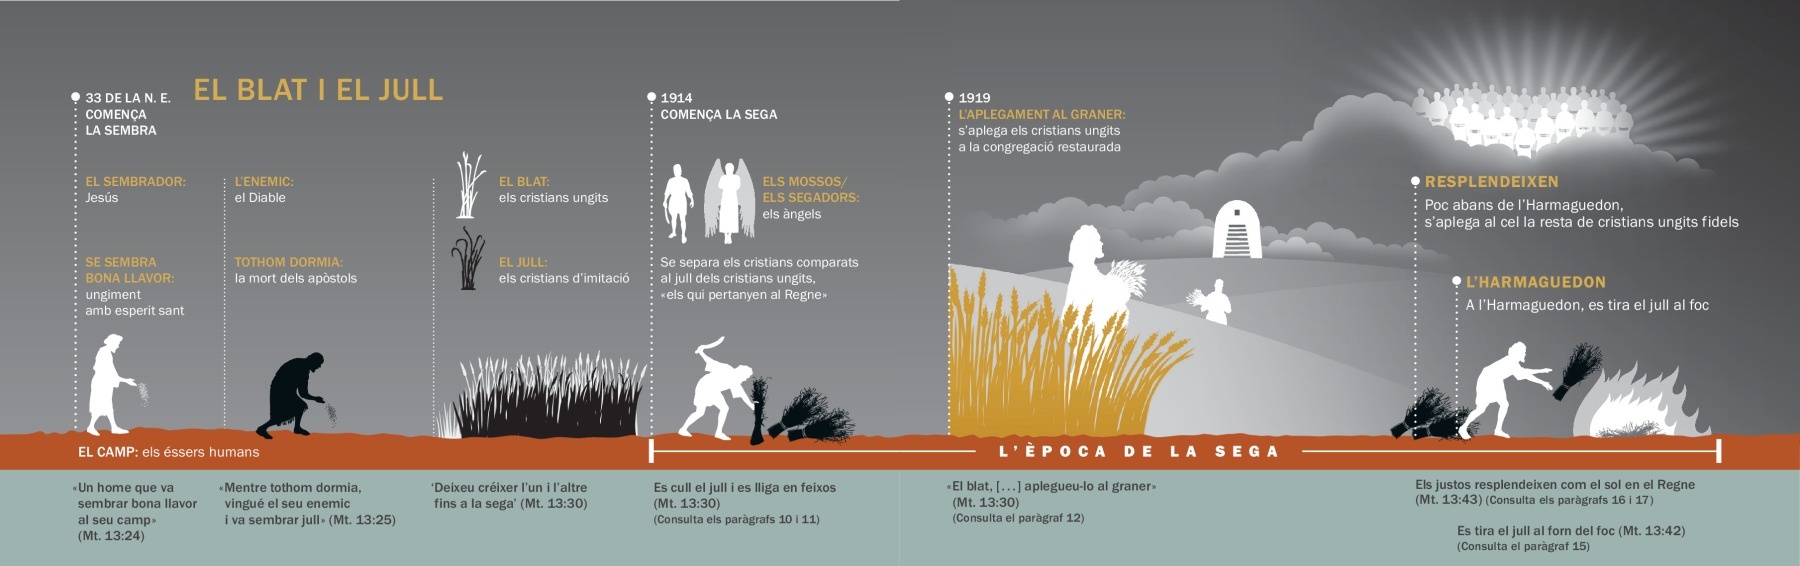 EL BLAT I EL JULL
33 DE LA N. E.
COMENÇA
LA SEMBRA
EL SEMBRADOR:
Jesús
SE SEMBRA
BONA LLAVOR:
ungiment
amb esperit sant
L'ENEMIC:
el Diable
TOTHOM DORMIA:
la mort dels apòstols
EL BLAT:
els cristians ungits
EL JULL:
els cristians d'imitació
1914
COMENÇA LA SEGA
ELS MOSSOS/
ELS SEGADORS:
els àngels
Se separa els cristians comparats
al jull dels cristians ungits,
«els qui pertanyen al Regne»
1919
L'APLEGAMENT AL GRANER:
s'aplega els cristians ungits
a la congregació restaurada
RESPLENDEIXEN
Poc abans de l'Harmaguedon,
s'aplega al cel la resta de cristians ungits fidels
L'HARMAGUEDON
A l'Harmaguedon, es tira el jull al foc
EL CAMP: els éssers humans
L'ÈPOCA DE LA SEGA
«Un home que va
sembrar bona llavor
al seu camp»
(Mt. 13:24)
«Mentre tothom dormia,
vingué el seu enemic
i va sembrar jull» (Mt. 13:25)
'Deixeu créixer l'un i l'altre
fins a la sega' (Mt. 13:30)
Es cull el jull i es lliga en feixos
(Mt. 13:30)
(Consulta els paràgrafs 10 i 11)
«El blat, [...] aplegueu-lo al graner»
(Mt. 13:30)
(Consulta el paràgraf 12)
Els justos resplendeixen com el sol en el Regne
(Mt. 13:43) (Consulta els paràgrafs 16 i 17)
Es tira el jull al forn del foc (Mt. 13:42)
(Consulta el paràgraf 15)